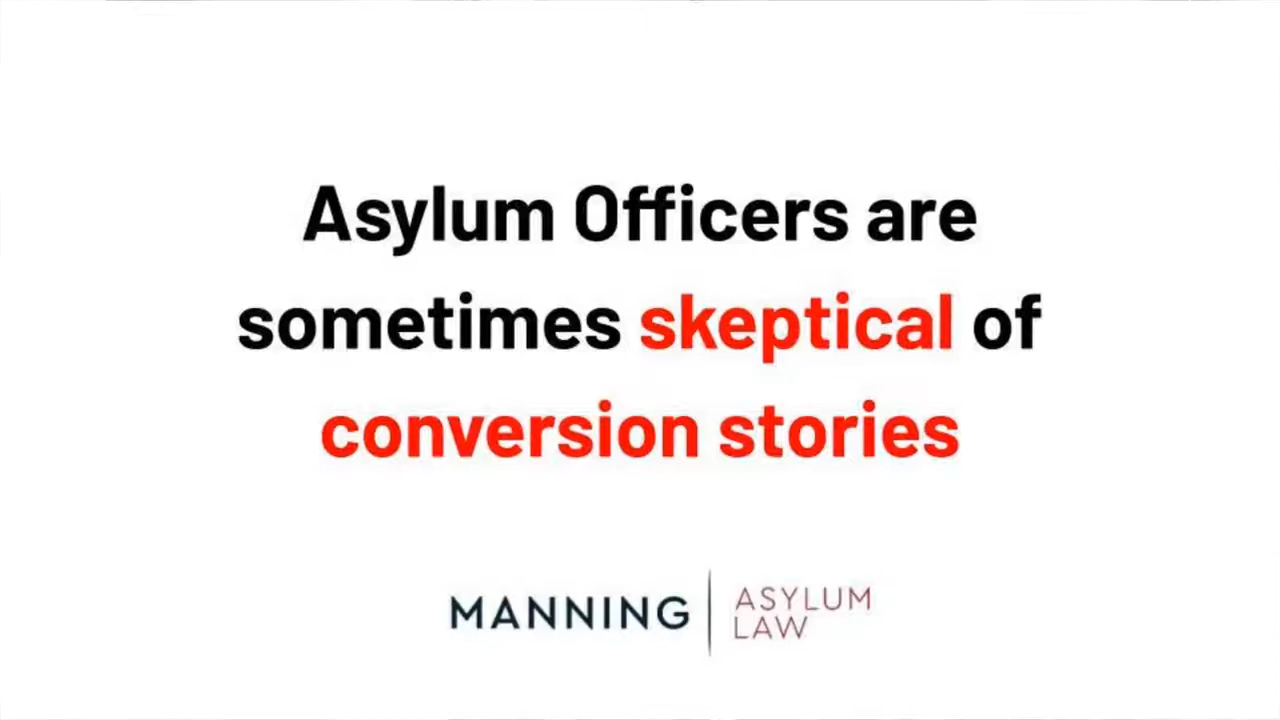 Asylum Officers are
sometimes skeptical of
conversion stories
MANNING
ASYLUM
LAW